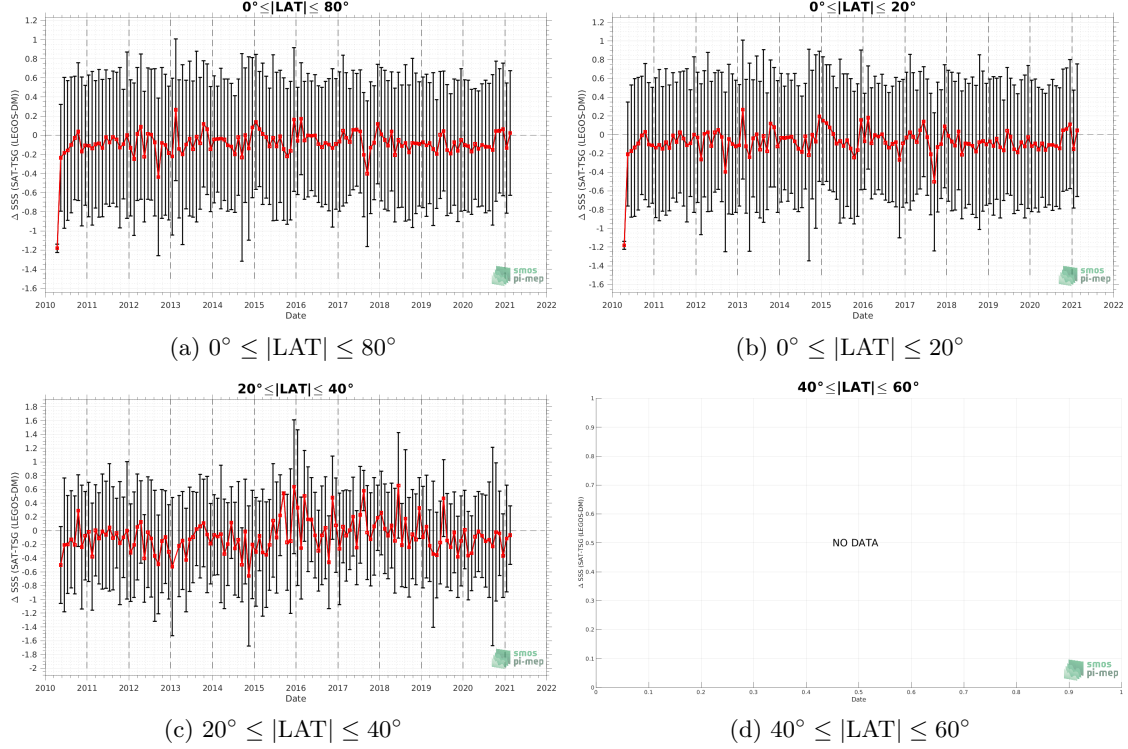 0°≤|LAT|≤ 80°
Δ SSS (SAT-TSG (LEGOS-DM))
1.2
1
0.8
0.6
0.4
0.2
0
-0.2
-0.4
-0.6
-0.8
-1
-1.2
-1.4
-1.6
2010 2011 2012 2013 2014 2015 2016 2017 2018 2019 2020 2021 2022
Date
smos
pi-mep
(a) 0° ≤ |LAT| ≤ 80°
0°≤|LAT|≤ 20°
Δ SSS (SAT-TSG (LEGOS-DM))
1.2
1
0.8
0.6
0.4
0.2
0
-0.2
-0.4
-0.6
-0.8
-1
-1.2
-1.4
-1.6
2010 2011 2012 2013 2014 2015 2016 2017 2018 2019 2020 2021 2022
Date
smos
pi-mep
(b) 0° ≤ |LAT| ≤ 20°
20°≤|LAT|≤ 40°
Δ SSS (SAT-TSG (LEGOS-DM))
1.8
1.6
1.4
1.2
1
0.8
0.6
0.4
0.2
0
-0.2
-0.4
-0.6
-0.8
-1
-1.2
-1.4
-1.6
-1.8
-2
2010 2011 2012 2013 2014 2015 2016 2017 2018 2019 2020 2021 2022
Date
smos
pi-mep
(c) 20° ≤ |LAT| ≤ 40°
40°≤|LAT|≤ 60°
Δ SSS (SAT-TSG (LEGOS-DM))
1
0.9
0.8
0.7
0.6
0.5
0.4
0.3
0.2
0.1
0
NO DATA
0 0.1 0.2 0.3 0.4 0.5 0.6 0.7 0.8 0.9 1
Date
smos
pi-mep
(d) 40° ≤ |LAT| ≤ 60°